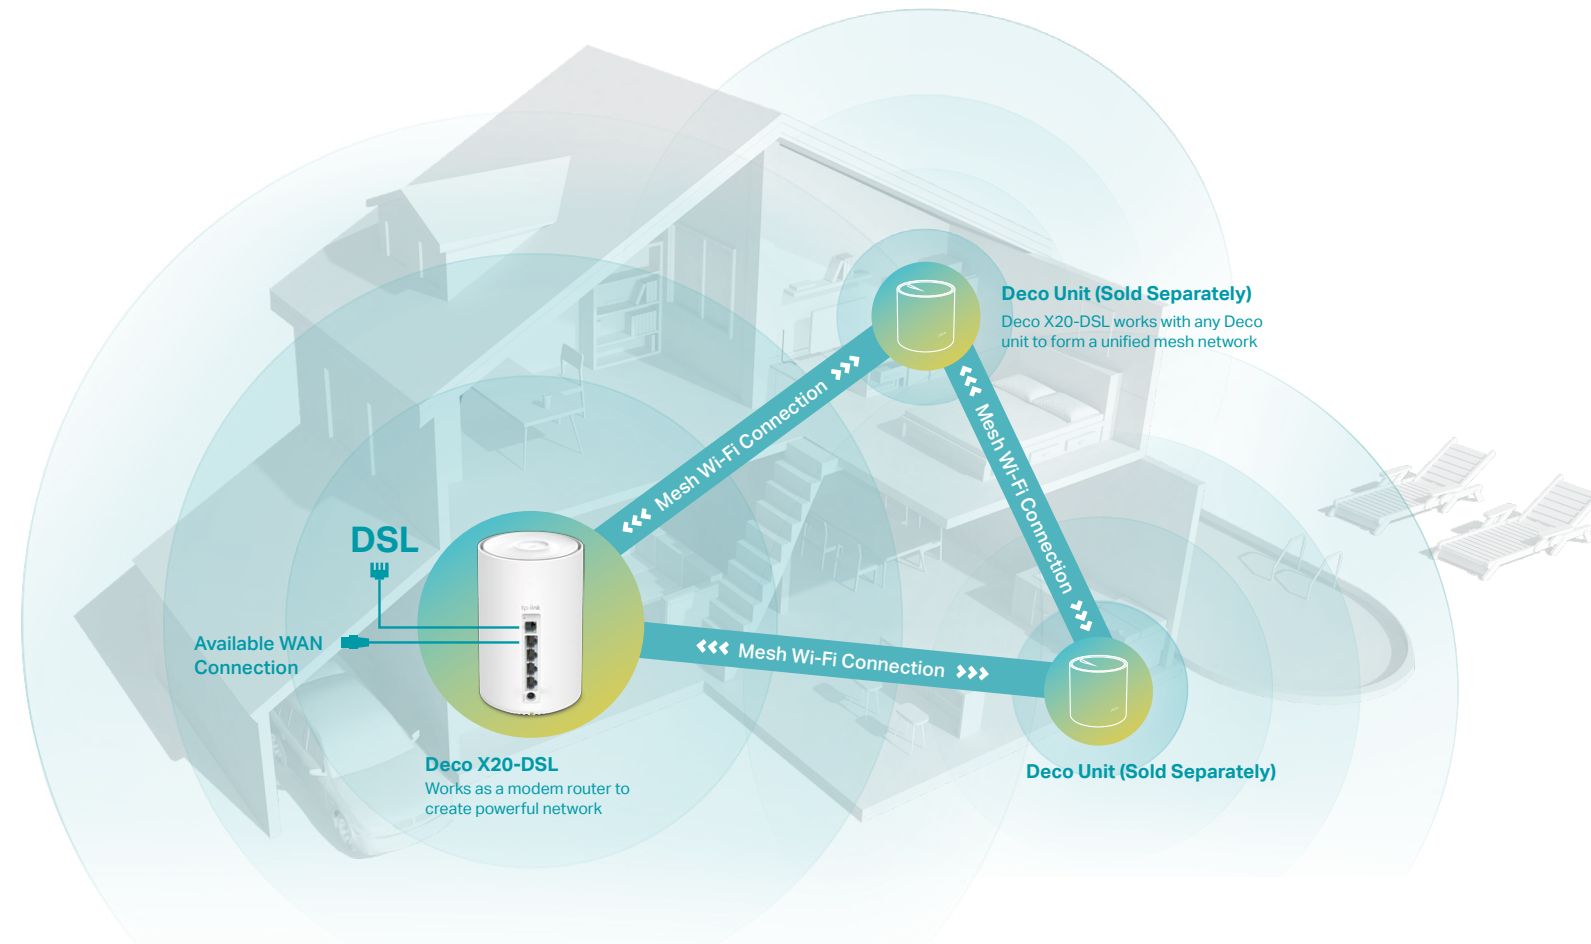 Deco Unit (Sold Separately)
Deco X20-DSL works with any Deco
unit to form a unified mesh network
Mesh Wi-Fi Connection
Mesh Wi-Fi Connection
DSL
Available WAN
Connection
tp-link
Mesh Wi-Fi Connection
Deco X20-DSL
Works as a modem router to
create powerful network
Deco Unit (Sold Separately)